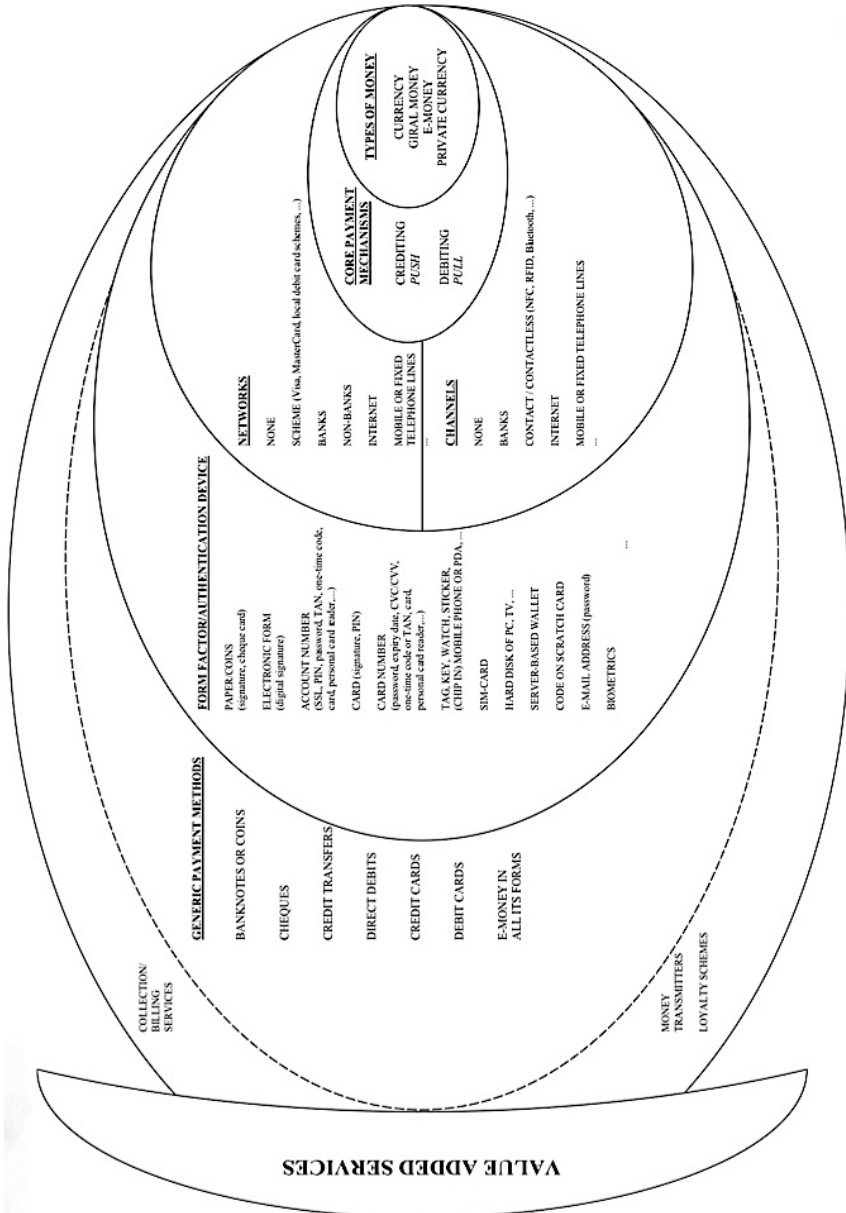 VALUE ADDED SERVICES
COLLECTION/
BILLING
SERVICES
MONEY
TRANSMITTERS
LOYALTY SCHEMES
GENERIC PAYMENT METHODS
BANKNOTES OR COINS
CHEQUES
CREDIT TRANSFERS
DIRECT DEBITS
CREDIT CARDS
DEBIT CARDS
E-MONEY IN
ALL ITS FORMS
FORM FACTOR/AUTHENTICATION DEVICE
PAPER/COINS
(signature, cheque card)
ELECTRONIC FORM
(digital signature)
ACCOUNT NUMBER
(SSL, PIN, password, TAN, one-time code,
card, personal card reader,...)
CARD (signature, PIN)
CARD NUMBER
(password, expiry date, CVC/CVV,
one-time code or TAN, card,
personal card reader,...)
TAG, KEY, WATCH, STICKER,
(CHIP IN) MOBILE PHONE OR PDA, ...
SIM-CARD
HARD DISK OF PC, TV, ...
SERVER-BASED WALLET
CODE ON SCRATCH CARD
E-MAIL ADDRESS (password)
BIOMETRICS
...
NETWORKS
NONE
SCHEME (Visa, MasterCard, local debit card schemes, ...)
BANKS
NON-BANKS
INTERNET
MOBILE OR FIXED
TELEPHONE LINES
...
CHANNELS
NONE
BANKS
CONTACT / CONTACTLESS (NFC, RFID, Bluetooth, ...)
INTERNET
MOBILE OR FIXED TELEPHONE LINES
...
CORE PAYMENT
MECHANISMS
CREDITING
PUSH
DEBITING
PULL
TYPES OF MONEY
CURRENCY
GIRAL MONEY
E-MONEY
PRIVATE CURRENCY